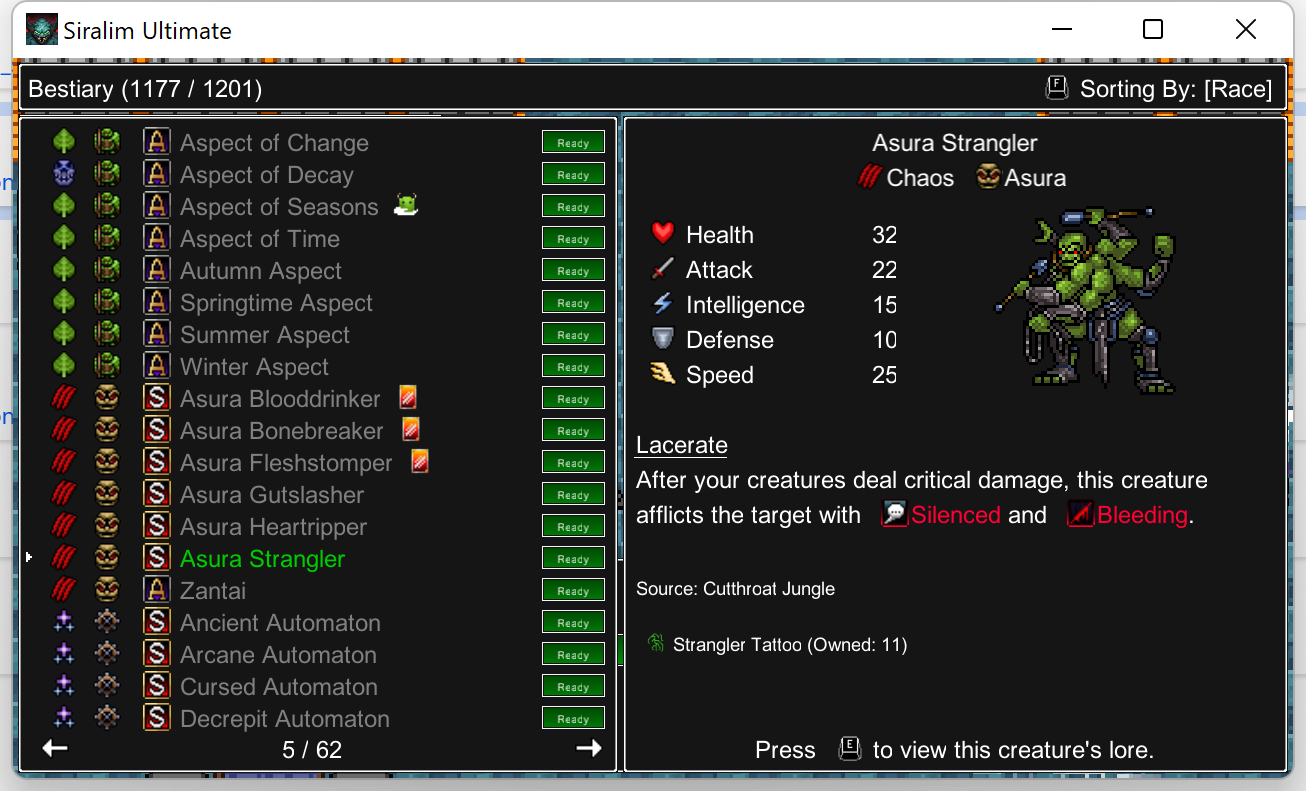 Siralim Ultimate
Bestiary (1177 / 1201)
F Sorting By: [Race]
A Aspect of Change Ready
A Aspect of Decay Ready
A Aspect of Seasons Ready
A Aspect of Time Ready
A Autumn Aspect Ready
A Springtime Aspect Ready
A Summer Aspect Ready
A Winter Aspect Ready
S Asura Blooddrinker Ready
S Asura Bonebreaker Ready
S Asura Fleshstomper Ready
S Asura Gutslasher Ready
S Asura Heartripper Ready
S Asura Strangler Ready
A Zantai Ready
S Ancient Automaton Ready
S Arcane Automaton Ready
S Cursed Automaton Ready
S Decrepit Automaton Ready
5 / 62
Asura Strangler
Chaos Asura
Health 32
Attack 22
Intelligence 15
Defense 10
Speed 25
Lacerate
After your creatures deal critical damage, this creature
afflicts the target with Silenced and Bleeding.
Source: Cutthroat Jungle
Strangler Tattoo (Owned: 11)
Press E to view this creature's lore.